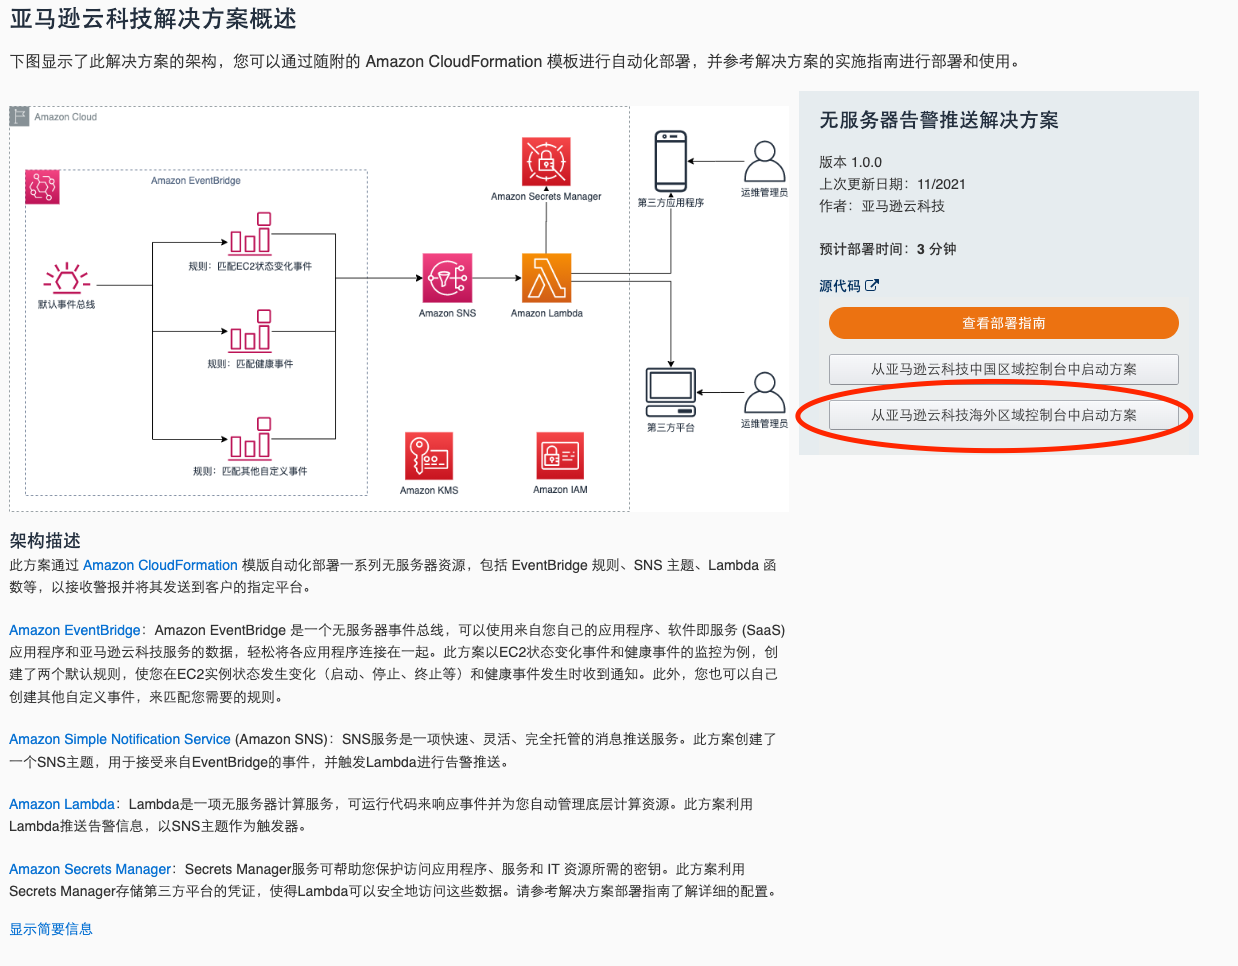 亚马逊云科技解决方案概述
下图显示了此解决方案的架构，您可以通过随附的 Amazon CloudFormation 模板进行自动化部署，并参考解决方案的实施指南进行部署和使用。
Amazon Cloud
Amazon EventBridge
默认事件总线
规则：匹配EC2状态变化事件
规则：匹配健康事件
规则：匹配其他自定义事件
Amazon SNS
Amazon Secrets Manager
Amazon Lambda
第三方应用程序
运维管理员
第三方平台
运维管理员
Amazon KMS
Amazon IAM
无服务器告警推送解决方案
版本 1.0.0
上次更新日期：11/2021
作者：亚马逊云科技
预计部署时间：3 分钟
源代码
查看部署指南
从亚马逊云科技中国区域控制台中启动方案
从亚马逊云科技海外区域控制台中启动方案
架构描述
此方案通过 Amazon CloudFormation 模版自动化部署一系列无服务器资源，包括 EventBridge 规则、SNS 主题、Lambda 函
数等，以接收警报并将其发送到客户的指定平台。
Amazon EventBridge：Amazon EventBridge 是一个无服务器事件总线，可以使用来自您自己的应用程序、软件即服务 (SaaS)
应用程序和亚马逊云科技服务的数据，轻松将各应用程序连接在一起。此方案以EC2状态变化事件和健康事件的监控为例，创
建了两个默认规则，使您在EC2实例状态发生变化（启动、停止、终止等）和健康事件发生时收到通知。此外，您也可以自己
创建其他自定义事件，来匹配您需要的规则。
Amazon Simple Notification Service (Amazon SNS)：SNS服务是一项快速、灵活、完全托管的消息推送服务。此方案创建了
一个SNS主题，用于接受来自EventBridge的事件，并触发Lambda进行告警推送。
Amazon Lambda：Lambda是一项无服务器计算服务，可运行代码来响应事件并为您自动管理底层计算资源。此方案利用
Lambda推送告警信息，以SNS主题作为触发器。
Amazon Secrets Manager：Secrets Manager服务可帮助您保护访问应用程序、服务和 IT 资源所需的密钥。此方案利用
Secrets Manager存储第三方平台的凭证，使得Lambda可以安全地访问这些数据。请参考解决方案部署指南了解详细的配置。
显示简要信息